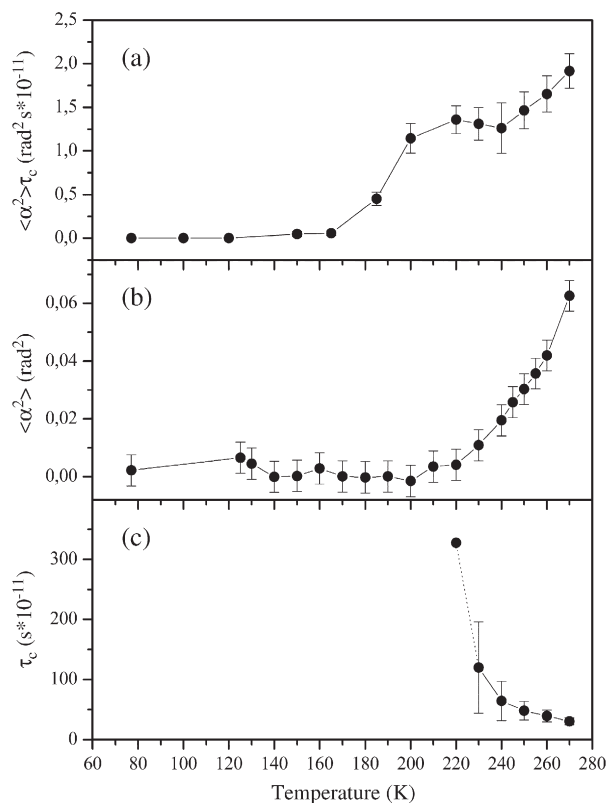 (a)
<α²>τc (rad² s*10⁻¹¹)
2,5
2,0
1,5
1,0
0,5
0,0
(b)
<α²> (rad²)
0,06
0,04
0,02
0,00
(c)
τc (s*10⁻¹¹)
300
200
100
0
60 80 100 120 140 160 180 200 220 240 260 280
Temperature (K)